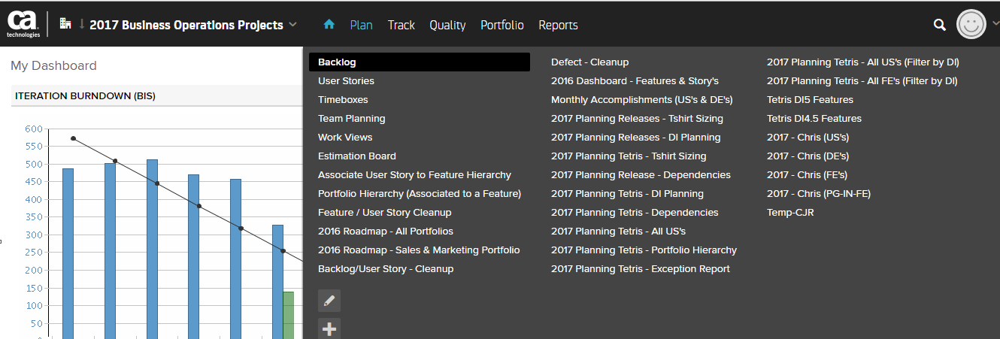 ca
technologies
2017 Business Operations Projects
Plan
Track
Quality
Portfolio
Reports
My Dashboard
ITERATION BURNDOWN (BIS)
600
550
500
450
400
350
300
250
200
150
100
50
Backlog
User Stories
Timeboxes
Team Planning
Work Views
Estimation Board
Associate User Story to Feature Hierarchy
Portfolio Hierarchy (Associated to a Feature)
Feature / User Story Cleanup
2016 Roadmap - All Portfolios
2016 Roadmap - Sales & Marketing Portfolio
Backlog/User Story - Cleanup
Defect - Cleanup
2016 Dashboard - Features & Story's
Monthly Accomplishments (US's & DE's)
2017 Planning Releases - Tshirt Sizing
2017 Planning Releases - DI Planning
2017 Planning Tetris - Tshirt Sizing
2017 Planning Release - Dependencies
2017 Planning Tetris - DI Planning
2017 Planning Tetris - Dependencies
2017 Planning Tetris - All US's
2017 Planning Tetris - Portfolio Hierarchy
2017 Planning Tetris - Exception Report
2017 Planning Tetris - All US's (Filter by DI)
2017 Planning Tetris - All FE's (Filter by DI)
Tetris DI5 Features
Tetris DI4.5 Features
2017 - Chris (US's)
2017 - Chris (DE's)
2017 - Chris (FE's)
2017 - Chris (PG-IN-FE)
Temp-CJR